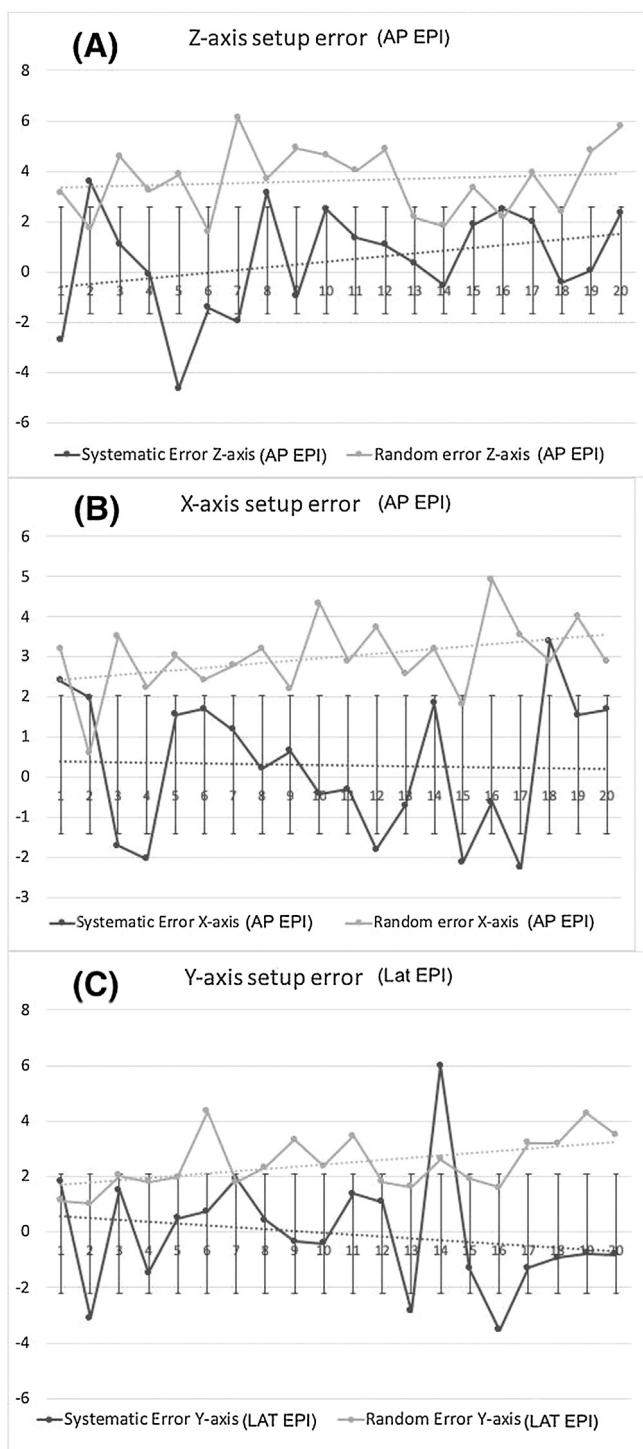 (A) Z-axis setup error (AP EPI)
8
6
4
2
0
-2
-4
-6
1 2 3 4 5 6 7 8 9 10 11 12 13 14 15 16 17 18 19 20
Systematic Error Z-axis (AP EPI) Random error Z-axis (AP EPI)
(B) X-axis setup error (AP EPI)
6
5
4
3
2
1
0
-1
-2
-3
1 2 3 4 5 6 7 8 9 10 11 12 13 14 15 16 17 18 19 20
Systematic Error X-axis (AP EPI) Random error X-axis (AP EPI)
(C) Y-axis setup error (Lat EPI)
8
6
4
2
0
-2
-4
-6
1 2 3 4 5 6 7 8 9 10 11 12 13 14 15 16 17 18 19 20
Systematic Error Y-axis (LAT EPI) Random Error Y-axis (LAT EPI)